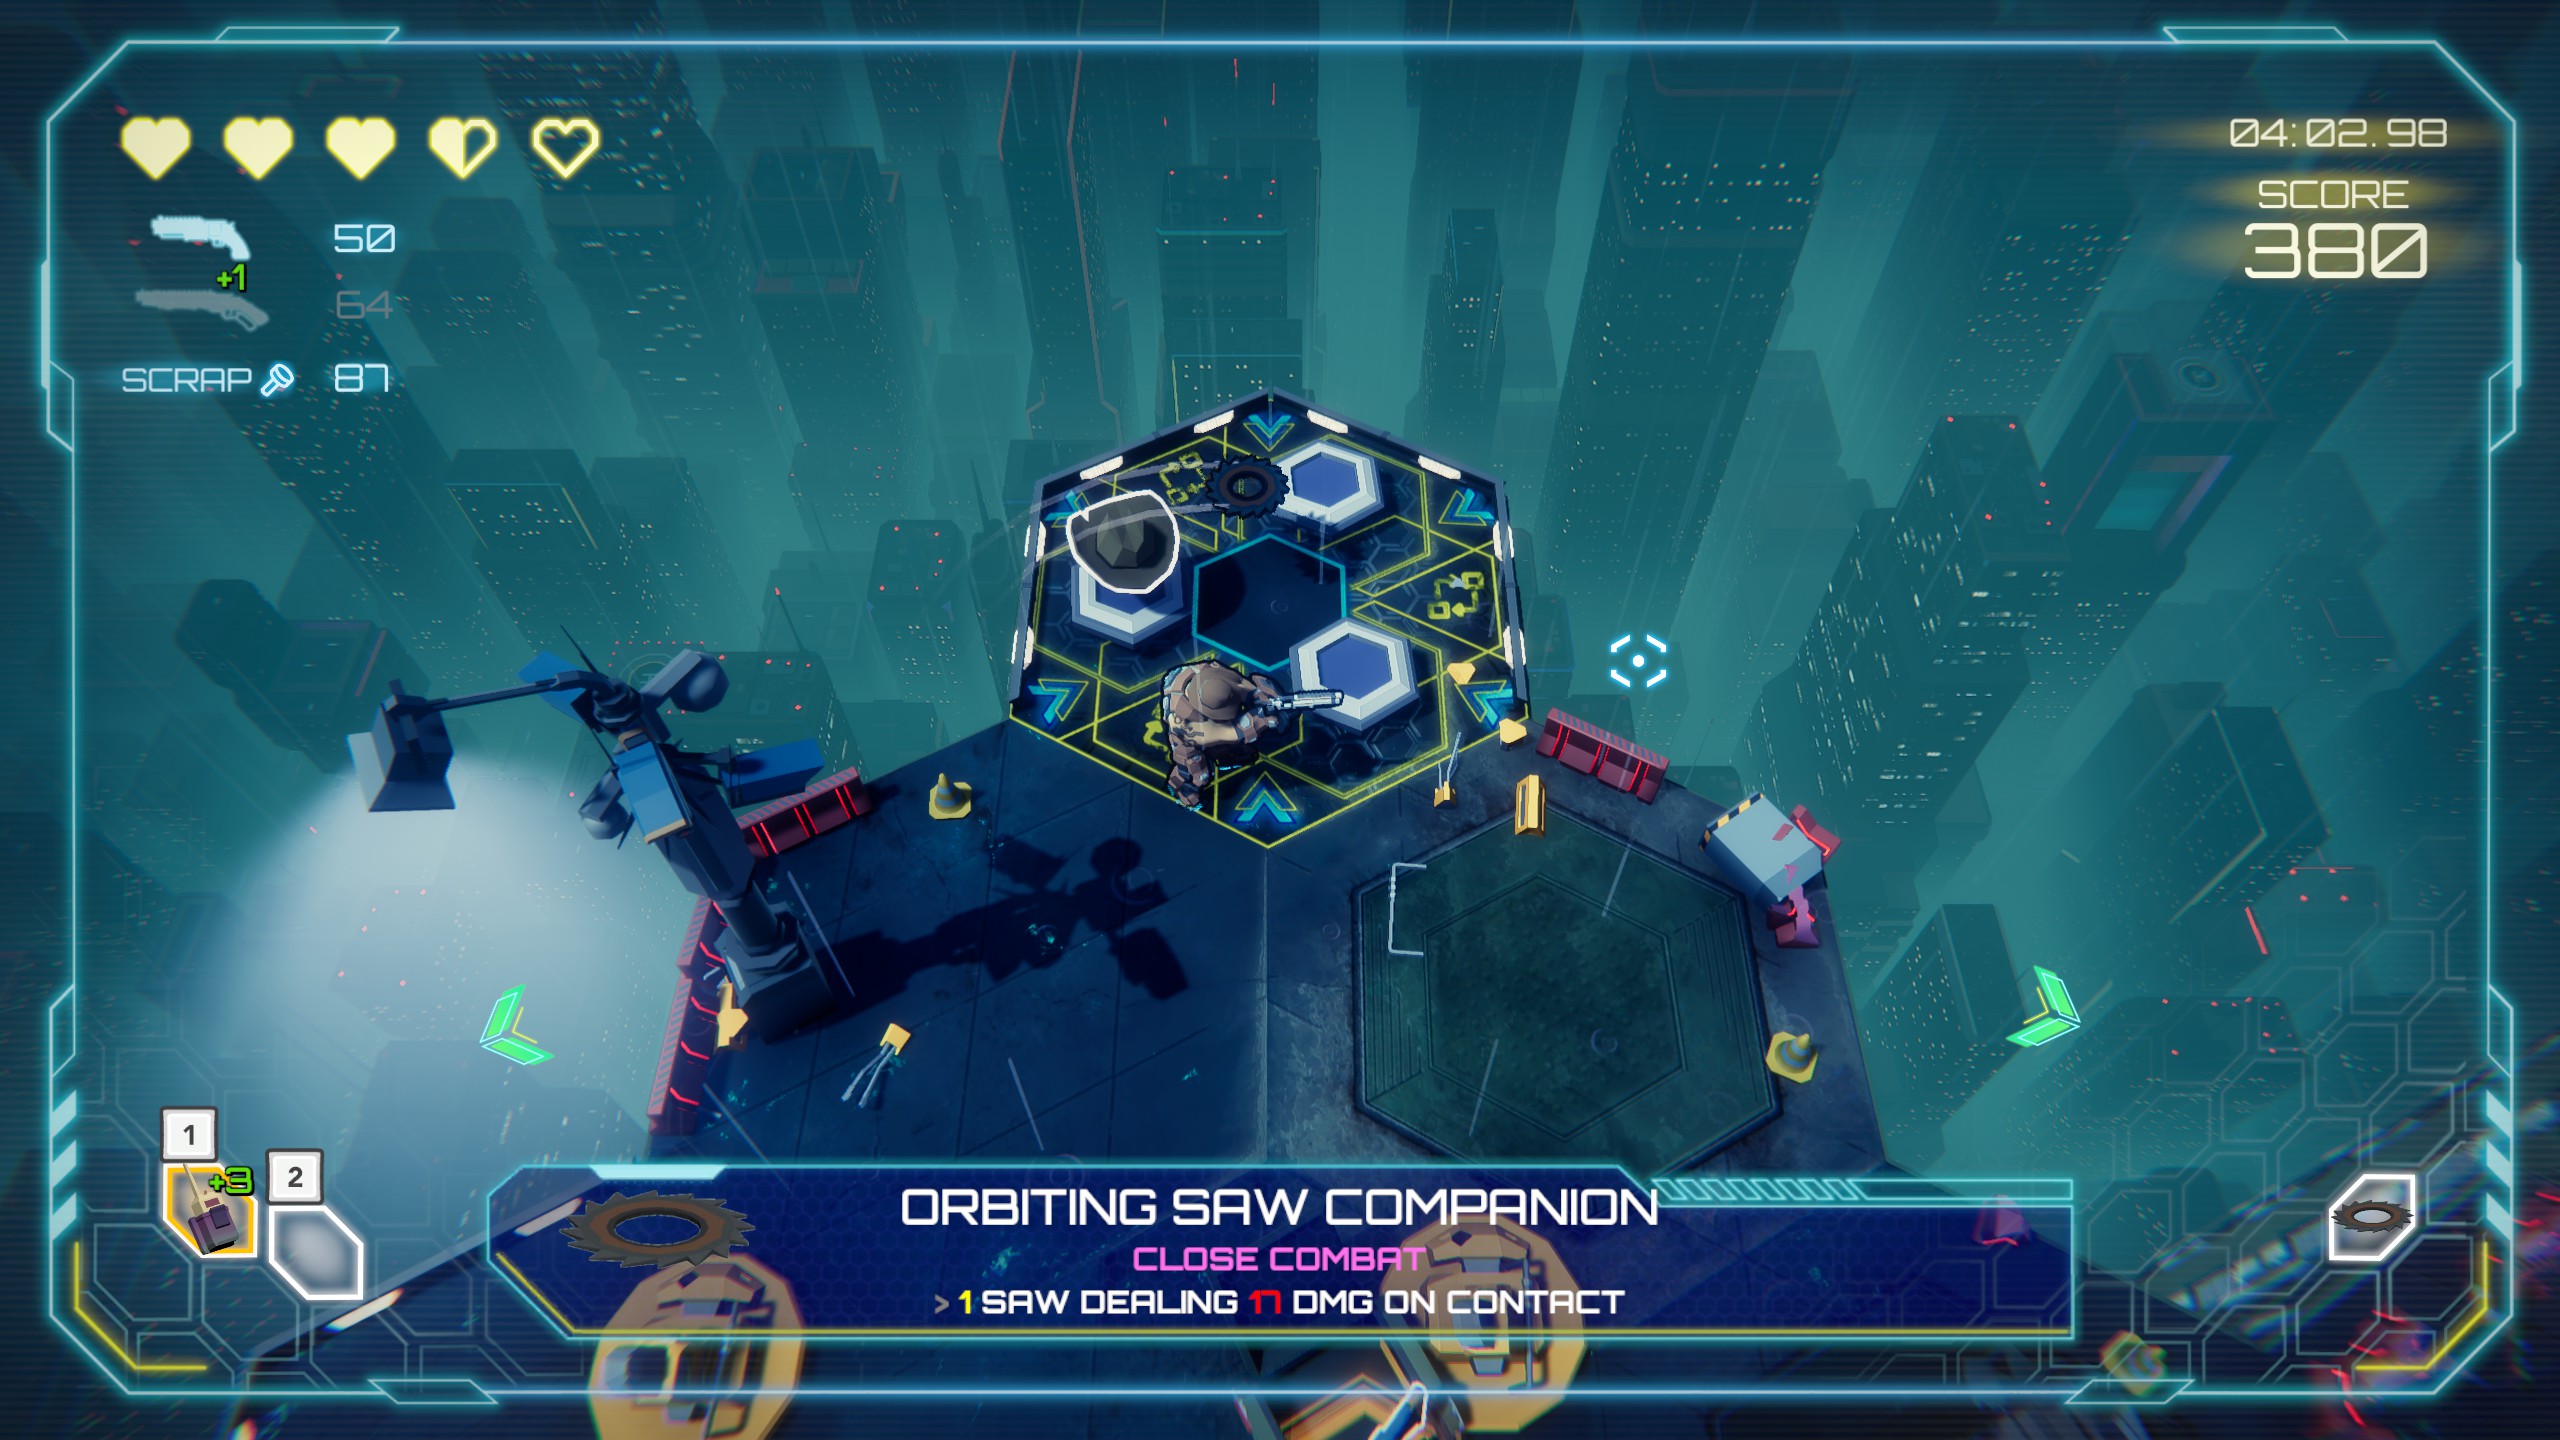 04:02.98
SCORE
380
50
+1
64
SCRAP 87
1
+3
2
ORBITING SAW COMPANION
CLOSE COMBAT
> 1 SAW DEALING 17 DMG ON CONTACT